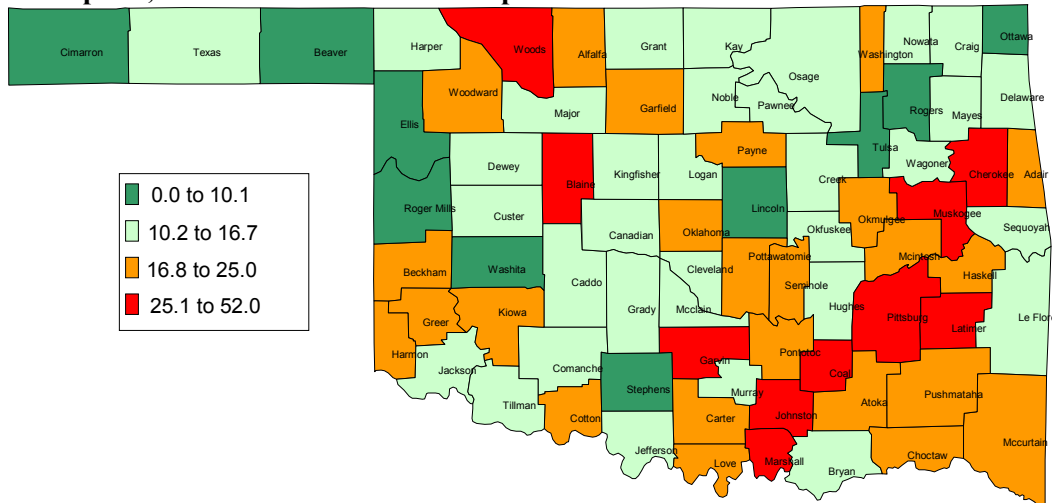 Cimarron
Texas
Beaver
Harper
Woods
Alfalfa
Grant
Kay
Washington
Nowata
Craig
Ottawa
Osage
Woodward
Major
Garfield
Noble
Pawnee
Rogers
Mayes
Delaware
Ellis
Dewey
Blaine
Kingfisher
Logan
Payne
Creek
Tulsa
Wagoner
Cherokee
Adair
0.0 to 10.1
10.2 to 16.7
16.8 to 25.0
25.1 to 52.0
Roger Mills
Custer
Canadian
Oklahoma
Lincoln
Okfuskee
Okmulgee
Muskogee
Sequoyah
Beckham
Washita
Caddo
Grady
Cleveland
Mcclain
Pottawatomie
Seminole
Hughes
Mcintosh
Haskell
Greer
Kiowa
Pittsburg
Latimer
Le Flor
Harmon
Jackson
Comanche
Stephens
Garvin
Murray
Pontotoc
Coal
Tillman
Cotton
Jefferson
Carter
Johnston
Atoka
Pushmataha
Love
Marshall
Bryan
Choctaw
Mccurtain